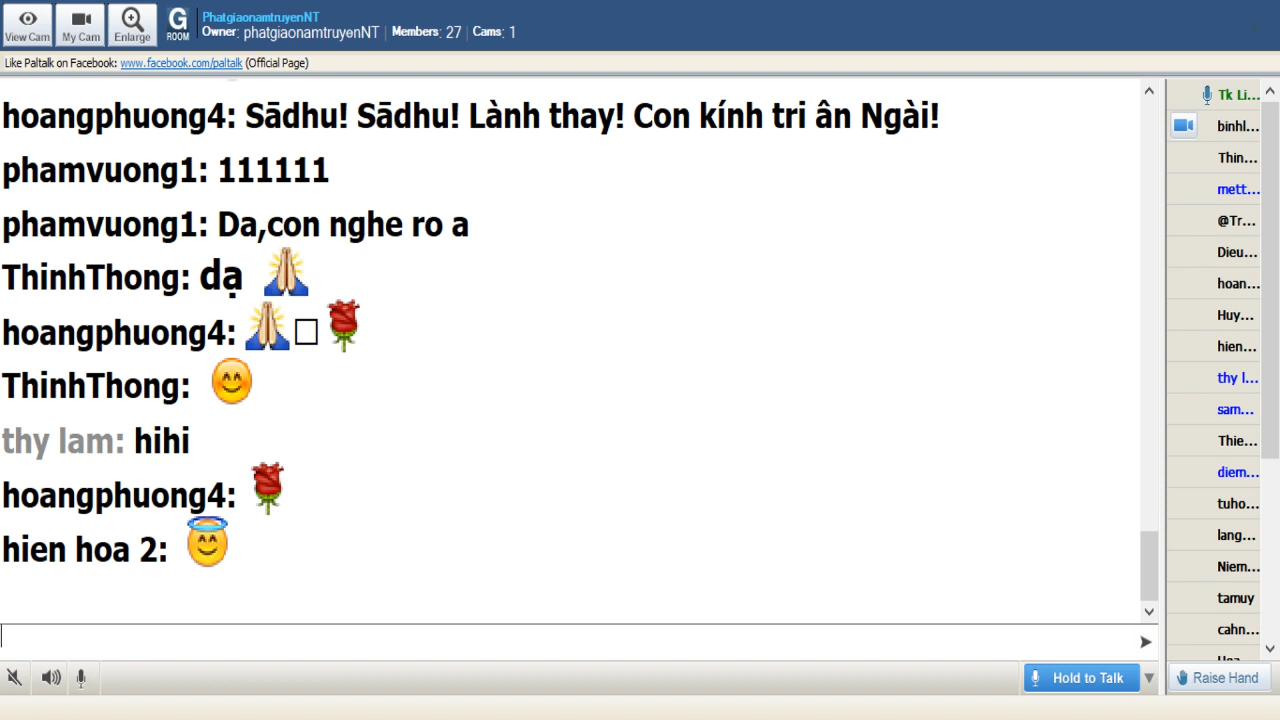 View Cam
My Cam
Enlarge
G
ROOM
PhatgiaonamtruyenNT
Owner: phatgiaonamtruyenNT | Members: 27 | Cams: 1
Like Paltalk on Facebook: www.facebook.com/paltalk (Official Page)
hoangphuong4: Sādhu! Sādhu! Lành thay! Con kính tri ân Ngài!
phamvuong1: 111111
phamvuong1: Da,con nghe ro a
ThinhThong: dạ 🙏
hoangphuong4: 🙏□🌹
ThinhThong: 😊
thy lam: hihi
hoangphuong4: 🌹
hien hoa 2: 😇
Tk Li...
binhl...
Thin...
mett...
@Tr...
Dieu...
hoan...
Huy...
hien...
thy l...
sam...
Thie...
diem...
tuho...
lang...
Niem...
tamuy
cahn...
Hold to Talk
Raise Hand